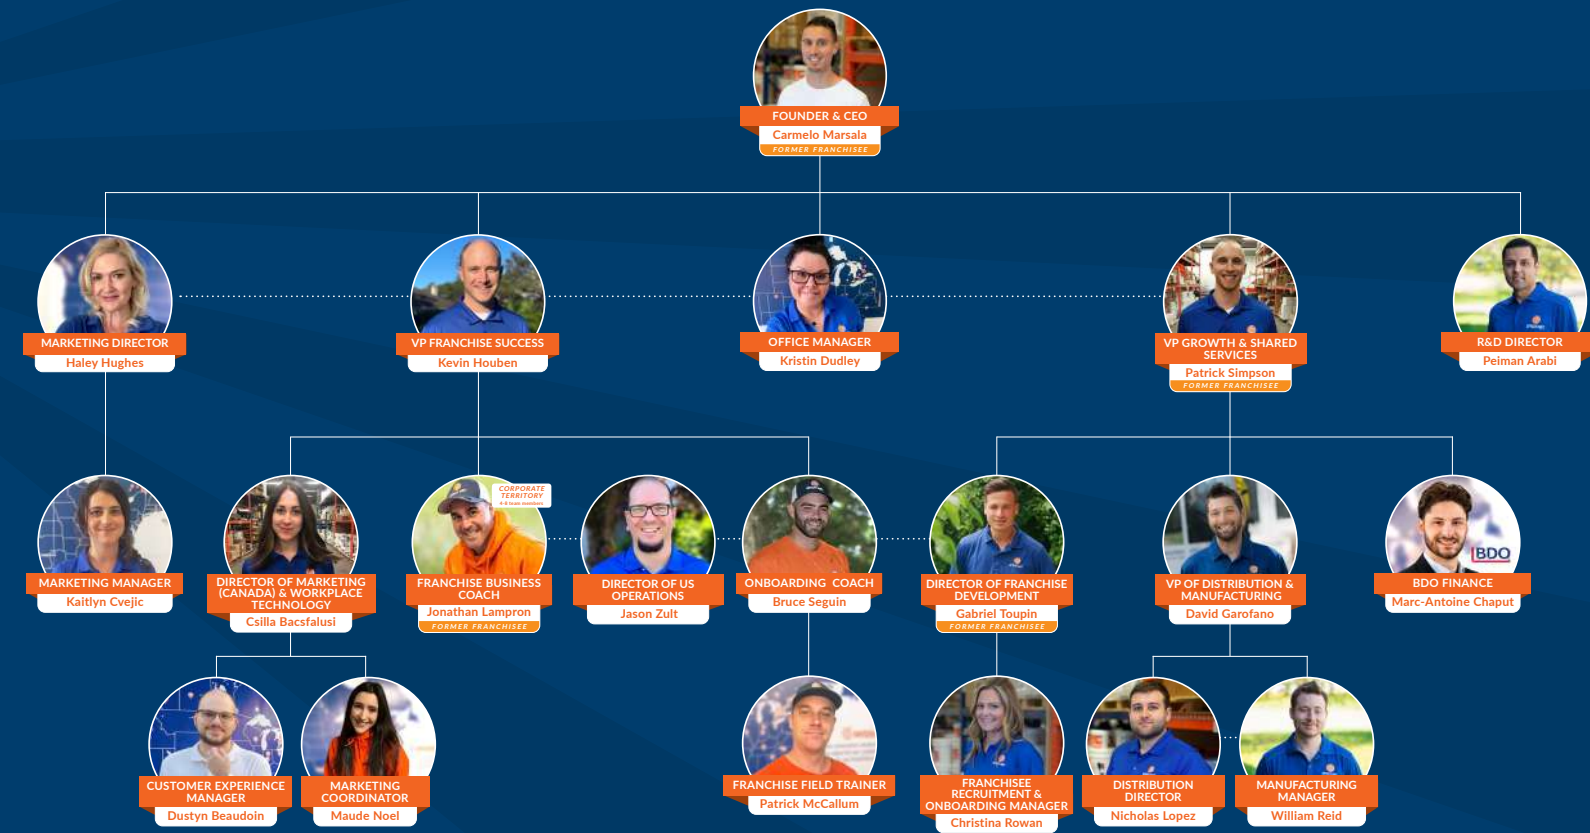 FOUNDER & CEO
Carmelo Marsala
FORMER FRANCHISEE
MARKETING DIRECTOR
Haley Hughes
VP FRANCHISE SUCCESS
Kevin Houben
OFFICE MANAGER
Kristin Dudley
VP GROWTH & SHARED
SERVICES
Patrick Simpson
FORMER FRANCHISEE
R&D DIRECTOR
Peiman Arabi
MARKETING MANAGER
Kaitlyn Cvejic
DIRECTOR OF MARKETING
(CANADA) & WORKPLACE
TECHNOLOGY
Csilla Bacsfalusi
CORPORATE
TERRITORY
4-8 team members
FRANCHISE BUSINESS
COACH
Jonathan Lampron
FORMER FRANCHISEE
DIRECTOR OF US
OPERATIONS
Jason Zult
ONBOARDING COACH
Bruce Seguin
DIRECTOR OF FRANCHISE
DEVELOPMENT
Gabriel Toupin
FORMER FRANCHISEE
VP OF DISTRIBUTION &
MANUFACTURING
David Garofano
BDO
BDO FINANCE
Marc-Antoine Chaput
CUSTOMER EXPERIENCE
MANAGER
Dustyn Beaudoin
MARKETING
COORDINATOR
Maude Noel
FRANCHISE FIELD TRAINER
Patrick McCallum
FRANCHISEE
RECRUITMENT &
ONBOARDING MANAGER
Christina Rowan
DISTRIBUTION
DIRECTOR
Nicholas Lopez
MANUFACTURING
MANAGER
William Reid